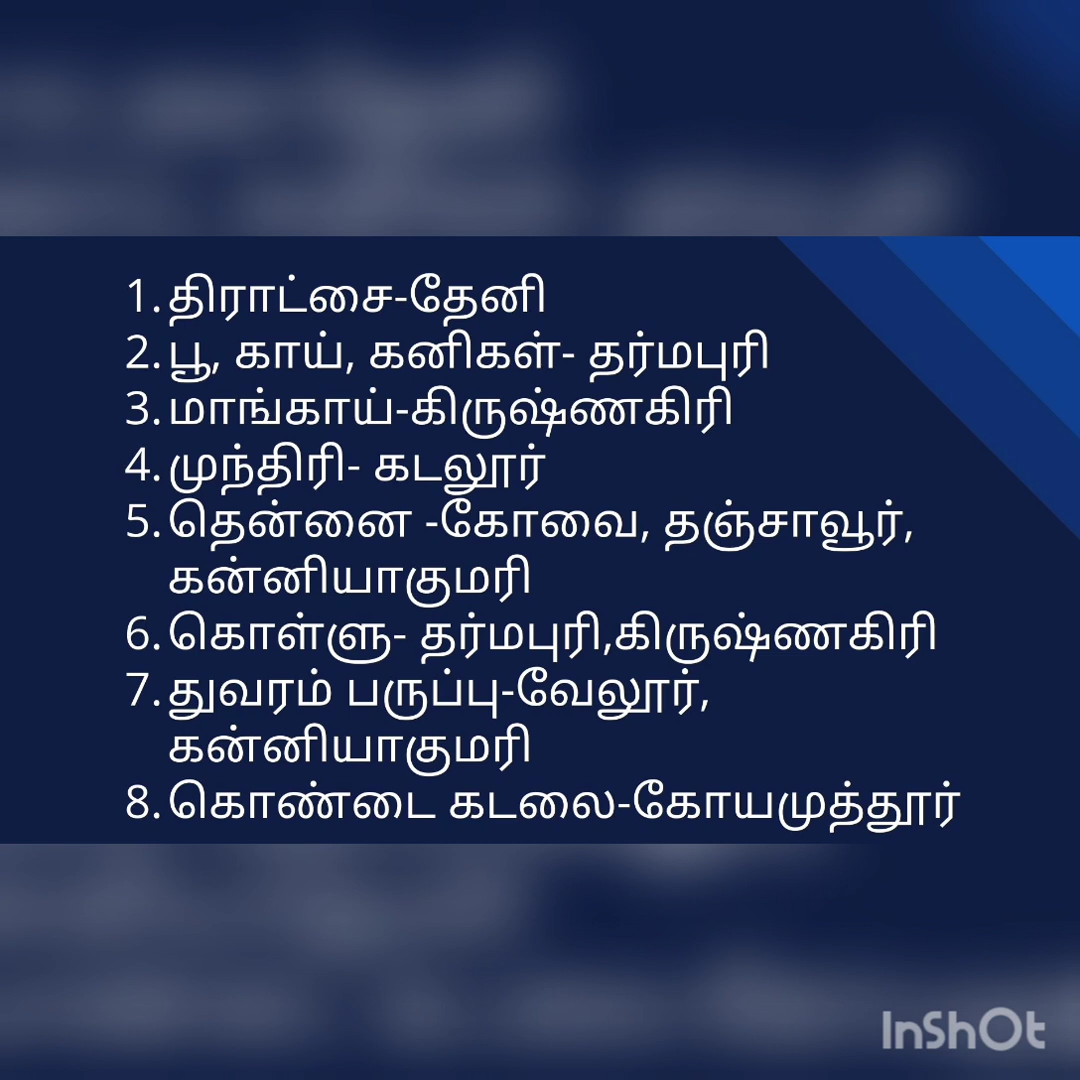 1. திராட்சை-தேனி
2. பூ, காய், கனிகள்- தர்மபுரி
3. மாங்காய்-கிருஷ்ணகிரி
4. முந்திரி- கடலூர்
5. தென்னை -கோவை, தஞ்சாவூர்,
கன்னியாகுமரி
6. கொள்ளு- தர்மபுரி,கிருஷ்ணகிரி
7. துவரம் பருப்பு-வேலூர்,
கன்னியாகுமரி
8. கொண்டை கடலை-கோயமுத்தூர்
InShOt